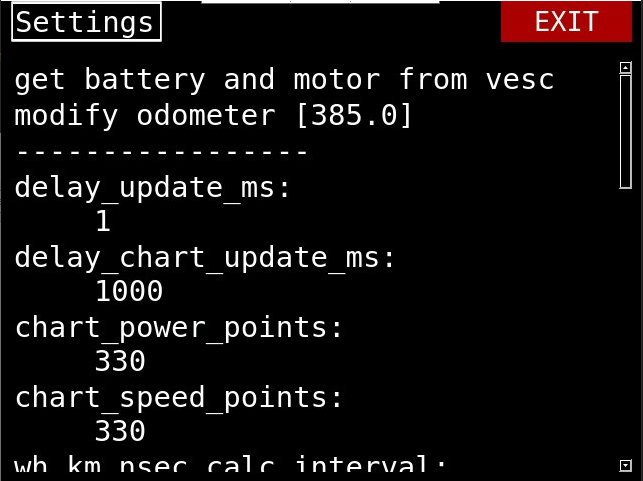 Settings
EXIT
get battery and motor from vesc
modify odometer [385.0]
-----------------
delay_update_ms:
1
delay_chart_update_ms:
1000
chart_power_points:
330
chart_speed_points:
330
wh_km_nsec_calc_interval: